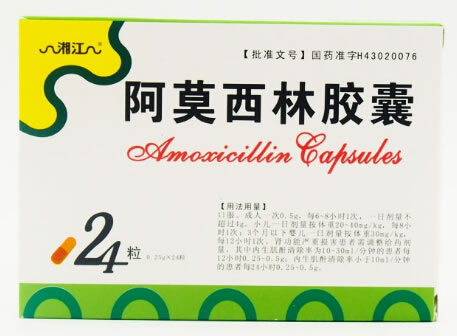 湘江
【批准文号】国药准字H43020076
阿莫西林胶囊
Amoxicillin Capsules
【用法用量】
口服。成人一次0.5g，每6-8小时1次，一日剂量不
超过4g。小儿一日剂量按体重20-40mg/kg，每8小
时1次；3个月以下婴儿一日剂量按体重30mg/kg，
每12小时1次。肾功能严重损害患者需调整给药剂
量，其中内生肌酐清除率为10-30ml/分钟的患者每
12小时0.25-0.5g；内生肌酐清除率小于10ml/分钟
的患者每24小时0.25-0.5g。
24粒
0.25g×24粒